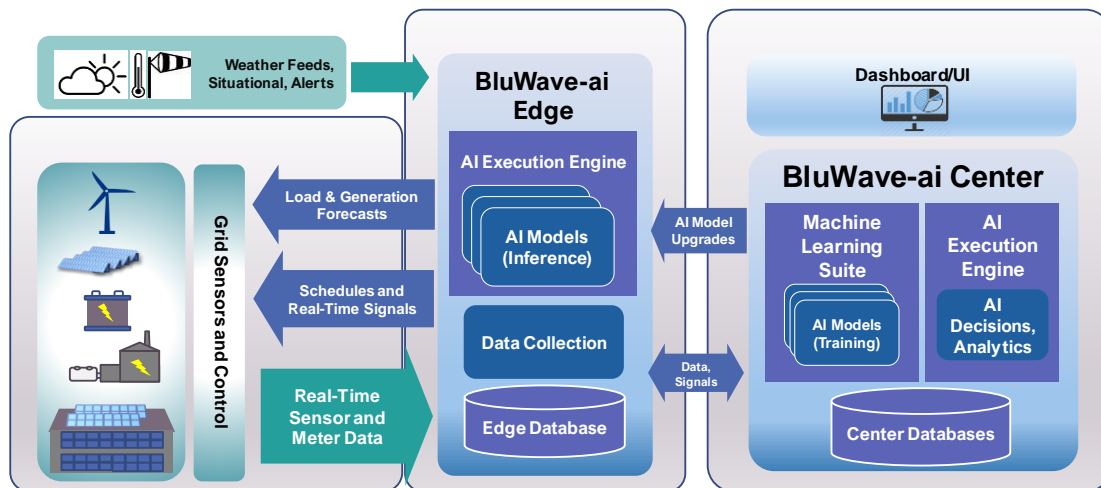 Weather Feeds,
Situational, Alerts
Grid Sensors and Control
Load & Generation
Forecasts
Schedules and
Real-Time Signals
Real-Time
Sensor and
Meter Data
BluWave-ai
Edge
AI Execution Engine
AI Models
(Inference)
Data Collection
Edge Database
AI Model
Upgrades
Data,
Signals
Dashboard/UI
BluWave-ai Center
Machine
Learning
Suite
AI Models
(Training)
AI
Execution
Engine
AI
Decisions,
Analytics
Center Databases